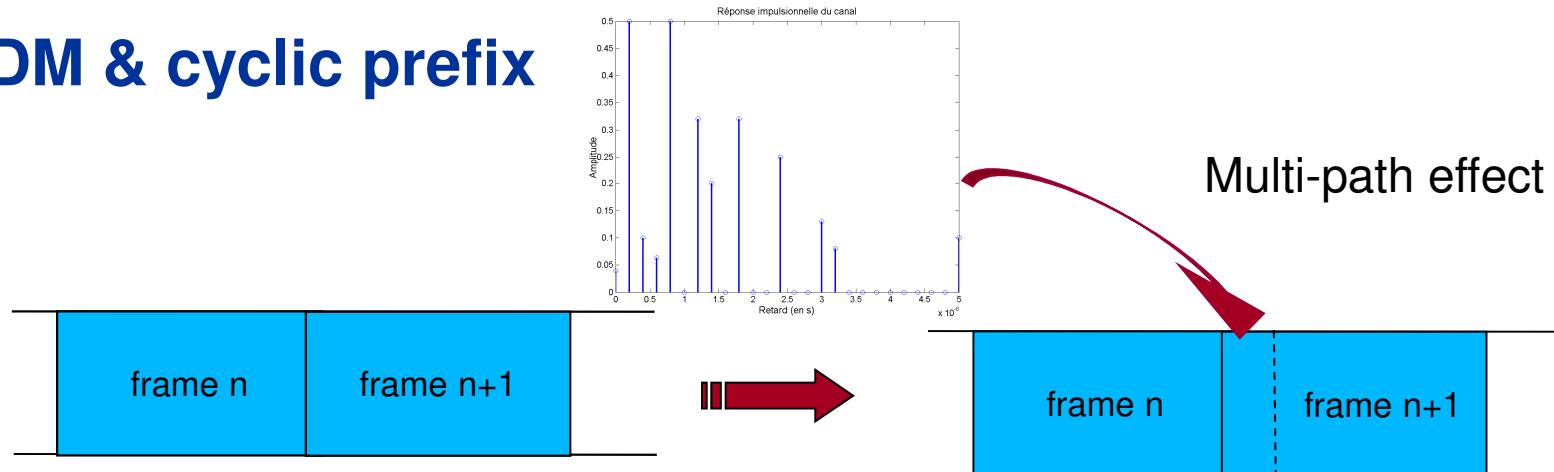 DM & cyclic prefix
Réponse impulsionnelle du canal
Amplitude
0.5
0.45
0.4
0.35
0.3
0.25
0.2
0.15
0.1
0.05
0
0 0.5 1 1.5 2 2.5 3 3.5 4 4.5 5
Retard (en s)
x 10⁻⁶
Multi-path effect
frame n frame n+1
frame n frame n+1